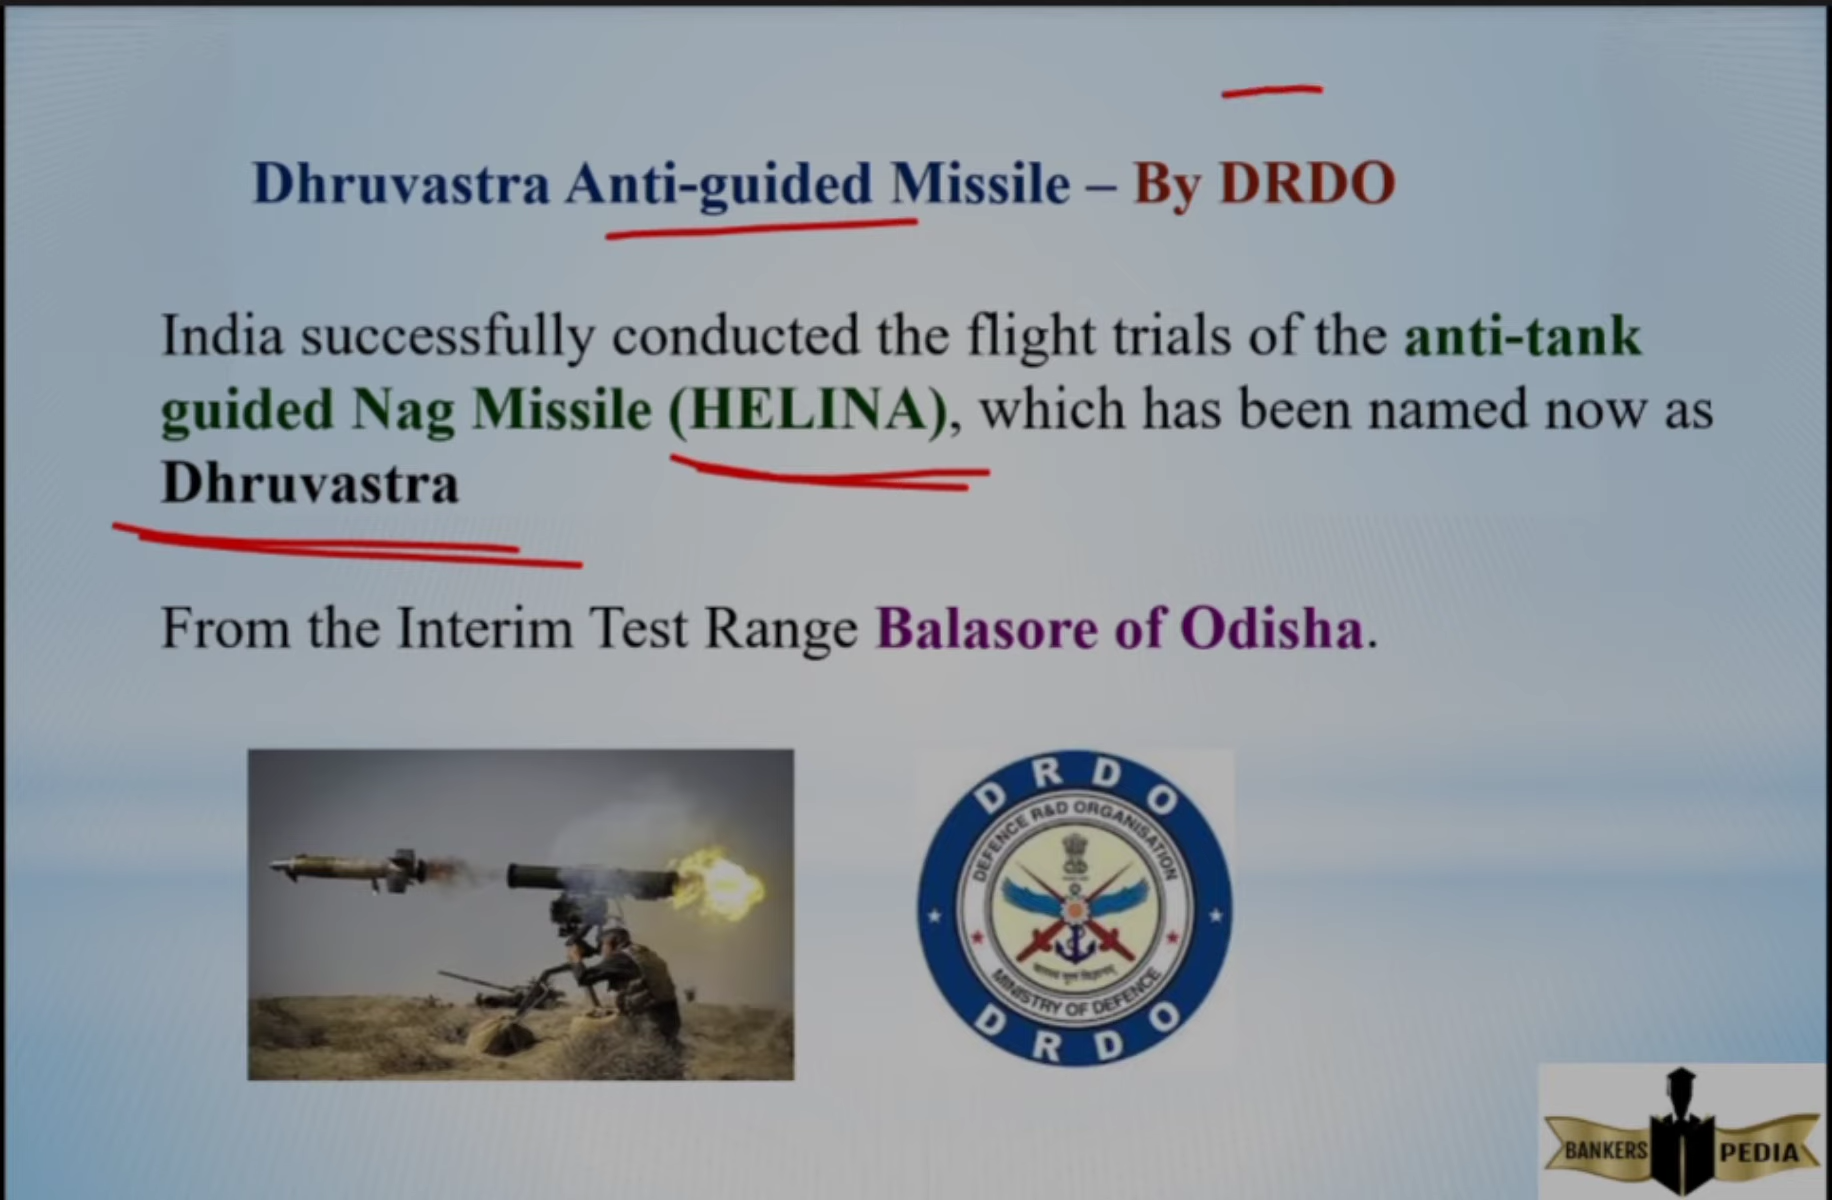 Dhruvastra Anti-guided Missile – By DRDO
India successfully conducted the flight trials of the anti-tank
guided Nag Missile (HELINA), which has been named now as
Dhruvastra
From the Interim Test Range Balasore of Odisha.
DRDO
DEFENCE R&D ORGANISATION
MINISTRY OF DEFENCE
DRDO
BANKERS PEDIA